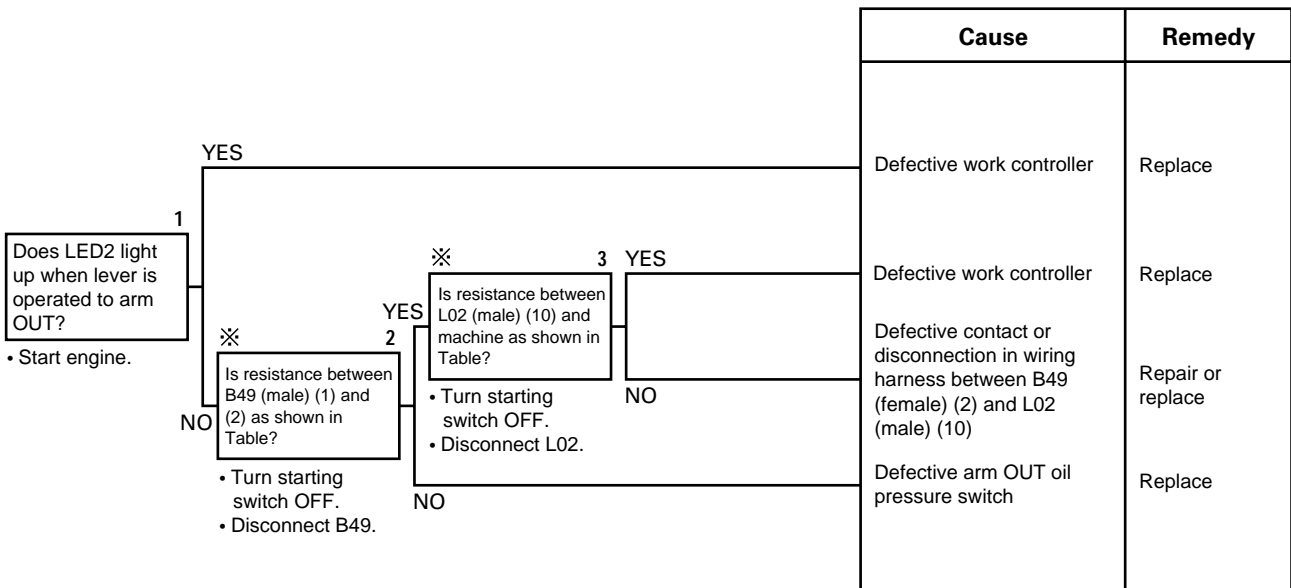 Cause
Remedy
YES
Defective work controller
Replace
1
Does LED2 light
up when lever is
operated to arm
OUT?
• Start engine.
NO
※
2
Is resistance between
B49 (male) (1) and
(2) as shown in
Table?
• Turn starting
switch OFF.
• Disconnect B49.
YES
※
3
Is resistance between
L02 (male) (10) and
machine as shown in
Table?
• Turn starting
switch OFF.
• Disconnect L02.
YES
Defective work controller
Replace
NO
Defective contact or
disconnection in wiring
harness between B49
(female) (2) and L02
(male) (10)
Repair or
replace
NO
Defective arm OUT oil
pressure switch
Replace